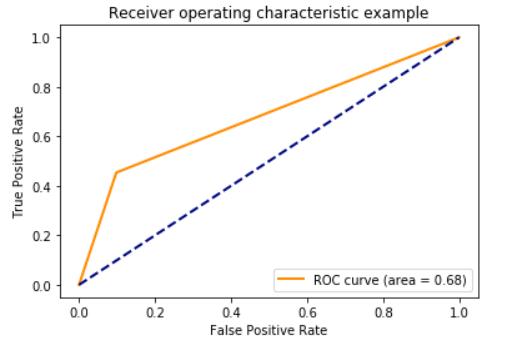 Receiver operating characteristic example
1.0
0.8
0.6
0.4
0.2
0.0
True Positive Rate
ROC curve (area = 0.68)
0.0 0.2 0.4 0.6 0.8 1.0
False Positive Rate